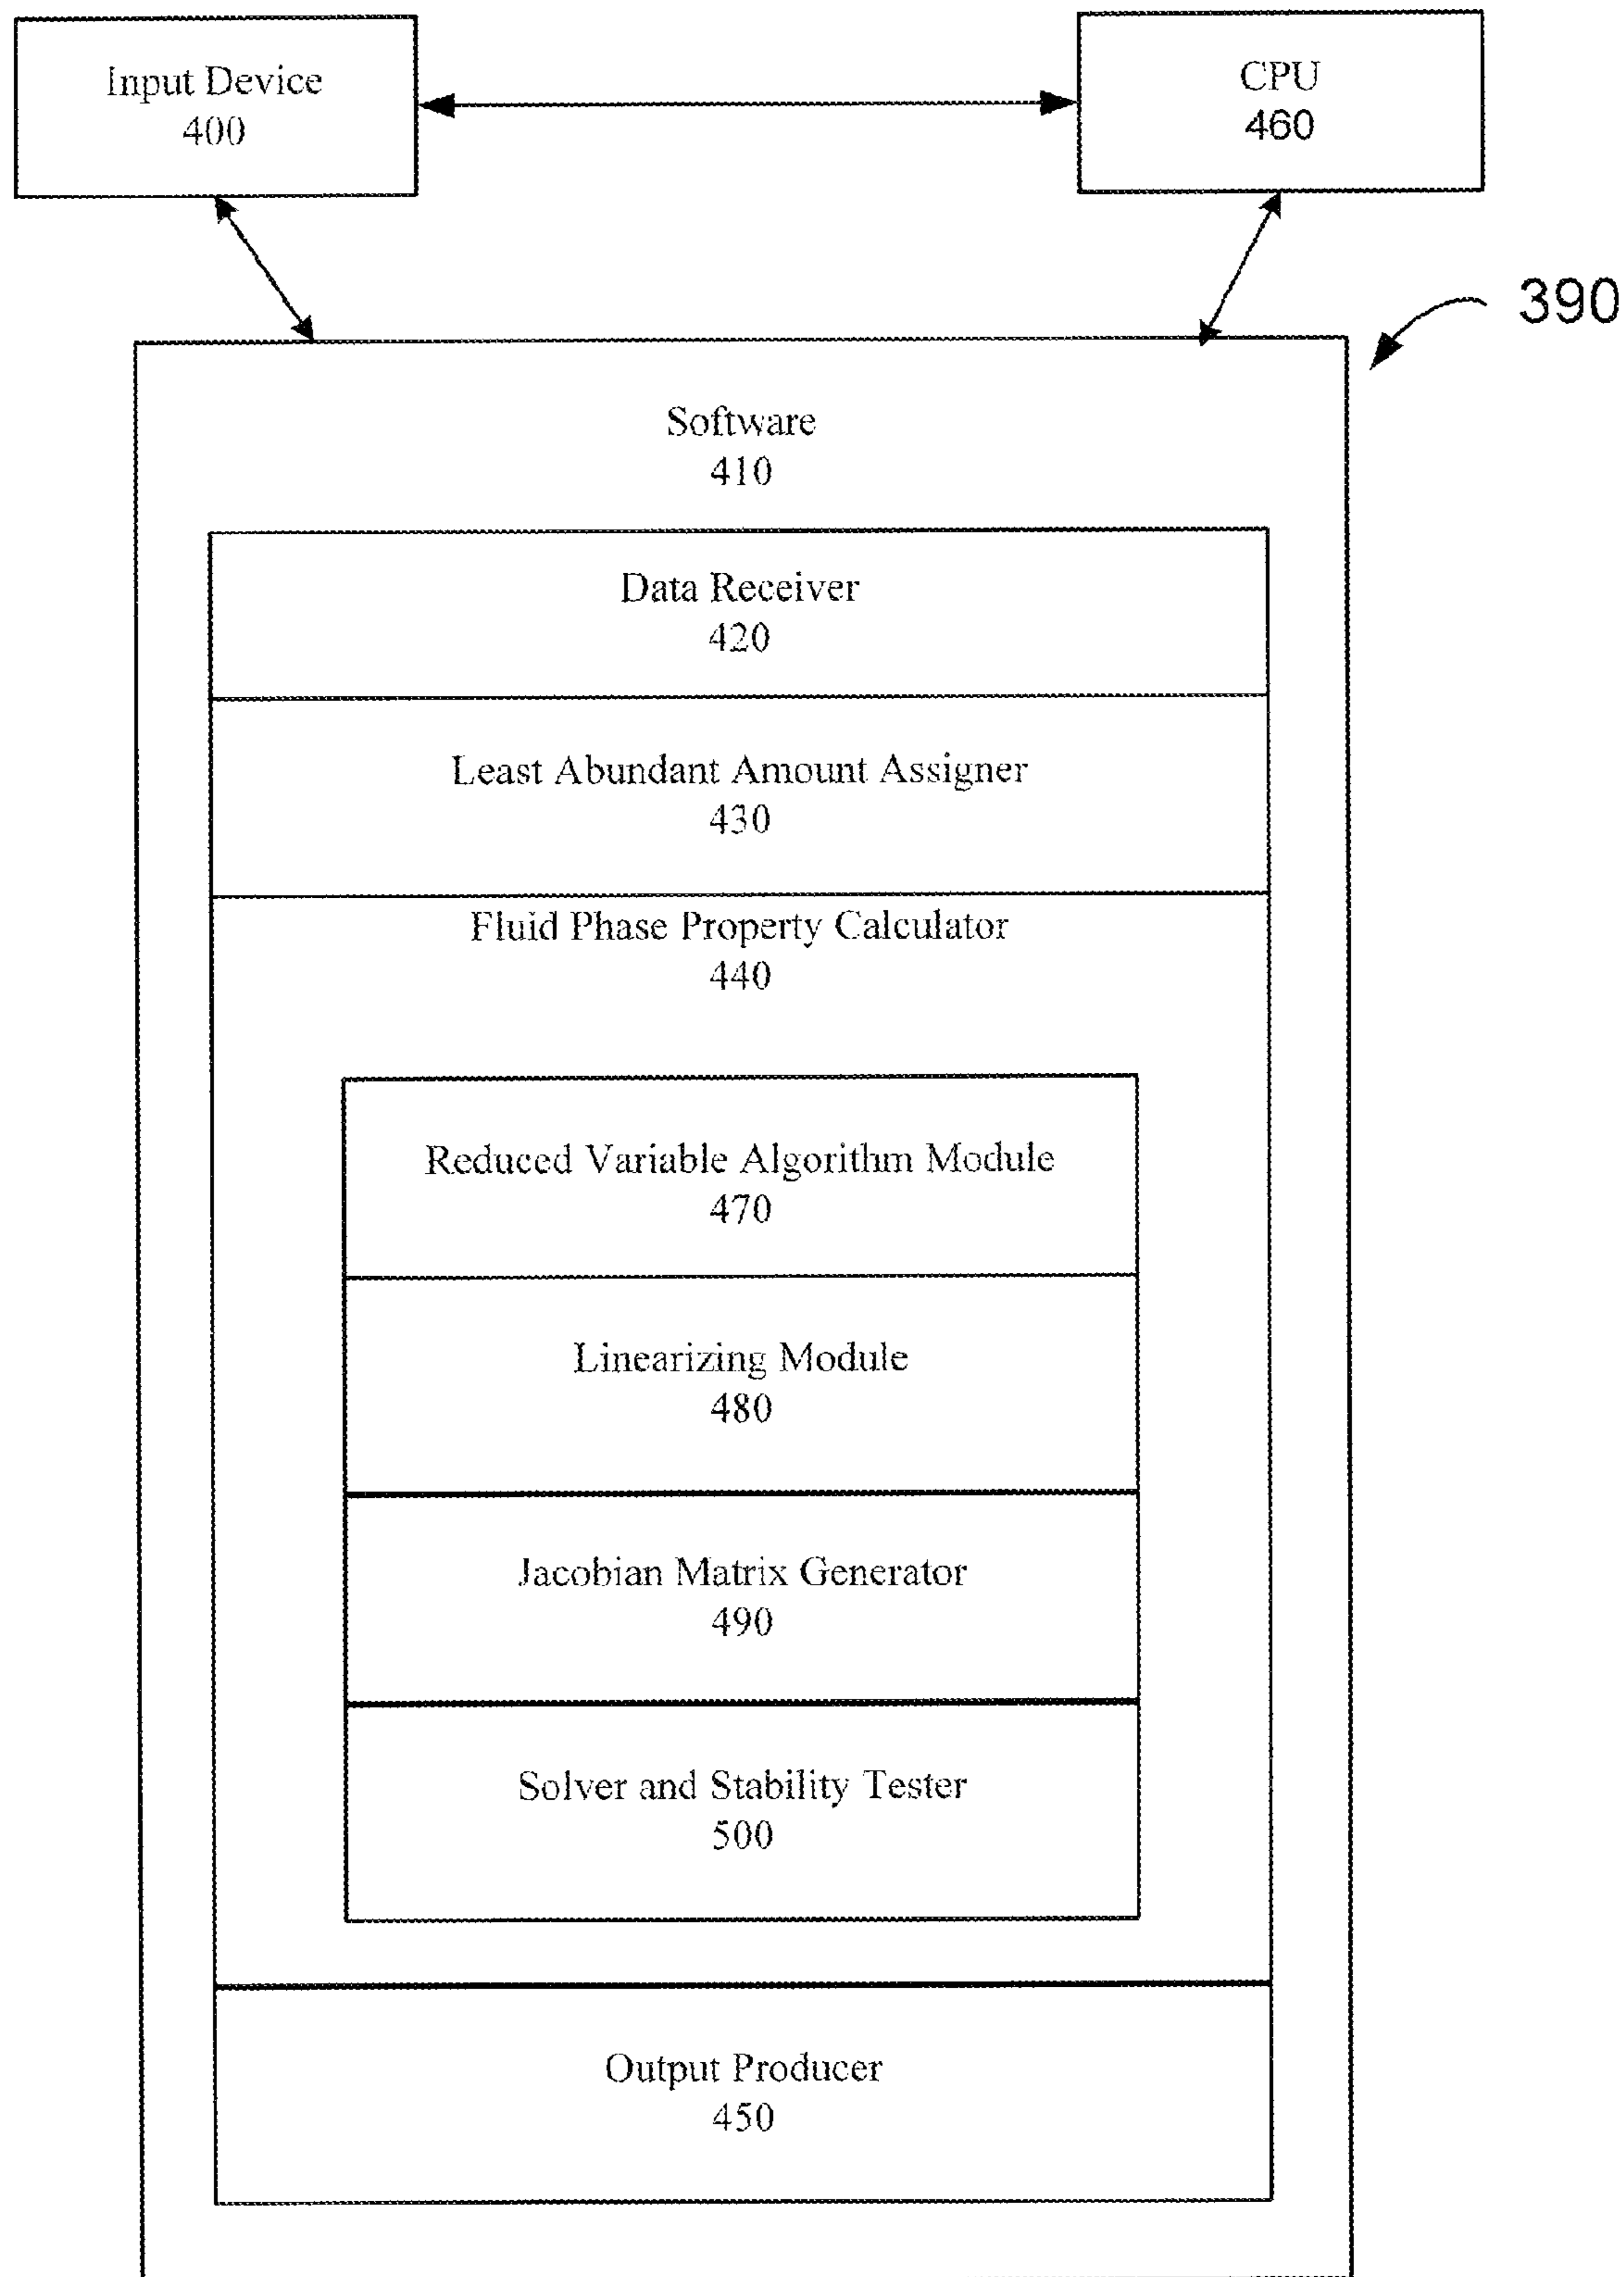 Input Device
400
CPU
460
390
Software
410
Data Receiver
420
Least Abundant Amount Assigner
430
Fluid Phase Property Calculator
440
Reduced Variable Algorithm Module
470
Linearizing Module
480
Jacobian Matrix Generator
490
Solver and Stability Tester
500
Output Producer
450